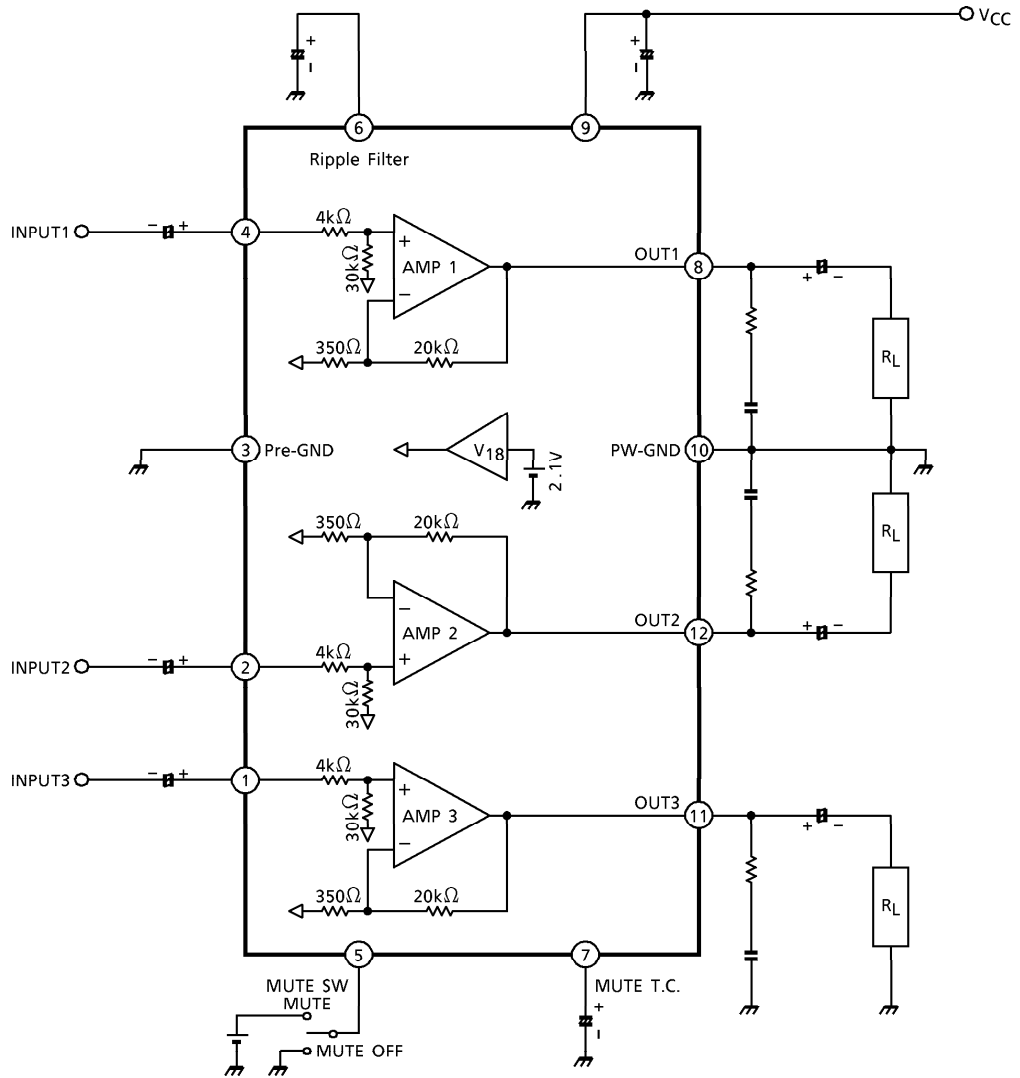 +
−
+
−
VCC
6
9
Ripple Filter
INPUT1
− +
4
4kΩ
30kΩ
+
AMP 1
−
OUT1
8
+ −
350Ω
20kΩ
RL
3
Pre-GND
V18
2.1V
PW-GND
10
350Ω
20kΩ
RL
−
AMP 2
+
OUT2
12
+ −
INPUT2
− +
2
4kΩ
30kΩ
INPUT3
− +
1
4kΩ
30kΩ
+
AMP 3
−
OUT3
11
+ −
350Ω
20kΩ
RL
5
7
MUTE SW
MUTE
MUTE T.C.
+
−
MUTE OFF